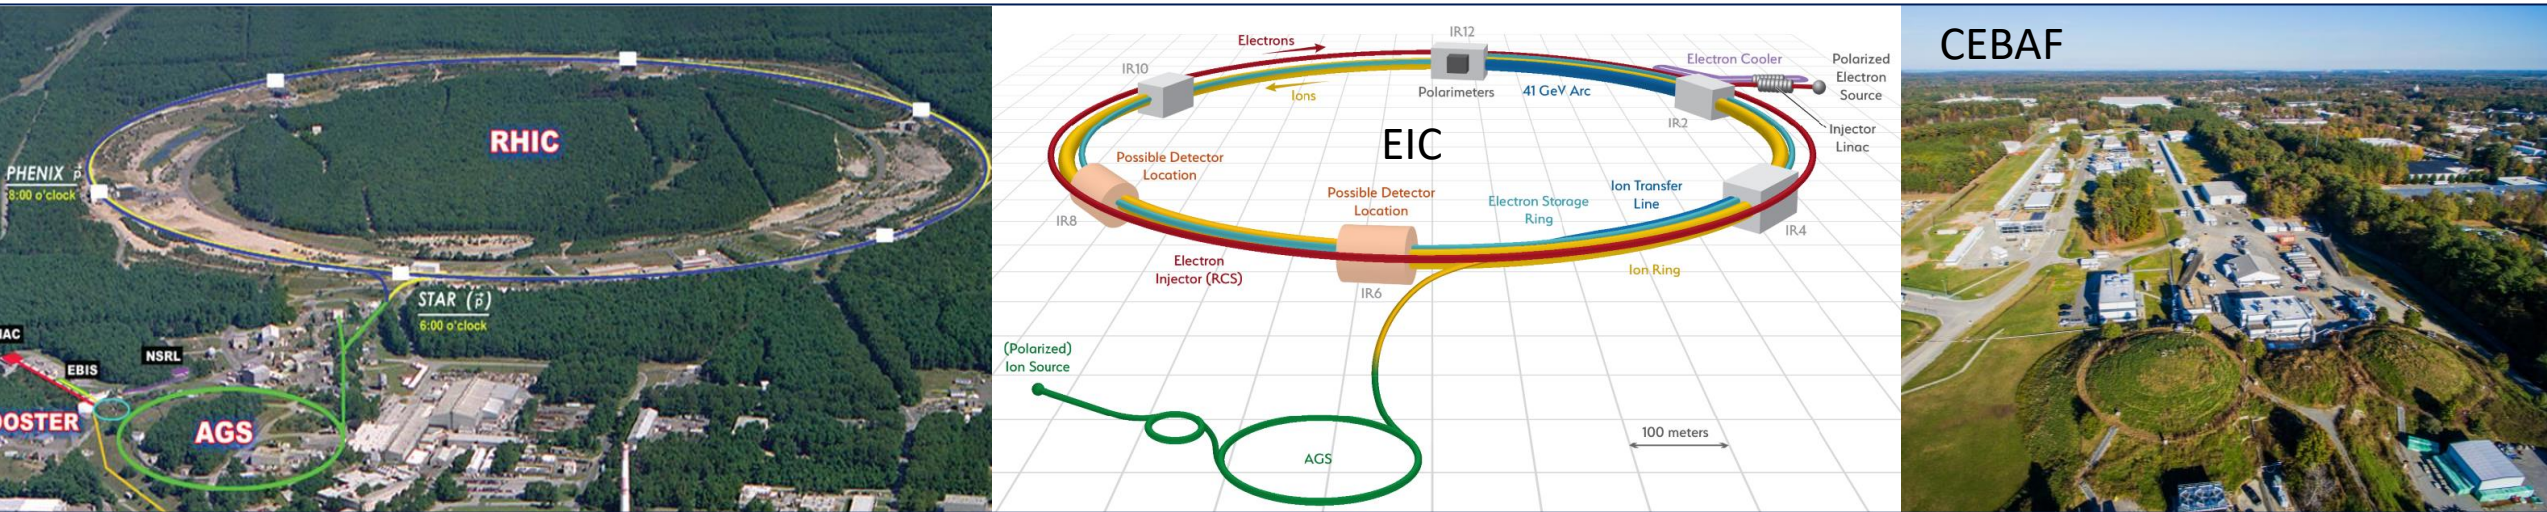 RHIC
PHENIX p
8:00 o'clock
STAR (p)
6:00 o'clock
NSRL
EBIS
AGS
Electrons
IR12
IR10
Ions
Polarimeters
41 GeV Arc
Electron Cooler
Polarized
Electron
Source
IR2
Injector
Linac
EIC
Possible Detector
Location
Possible Detector
Location
Electron Storage
Ring
Ion Transfer
Line
IR8
IR4
Electron
Injector (RCS)
Ion Ring
IR6
(Polarized)
Ion Source
100 meters
AGS
CEBAF